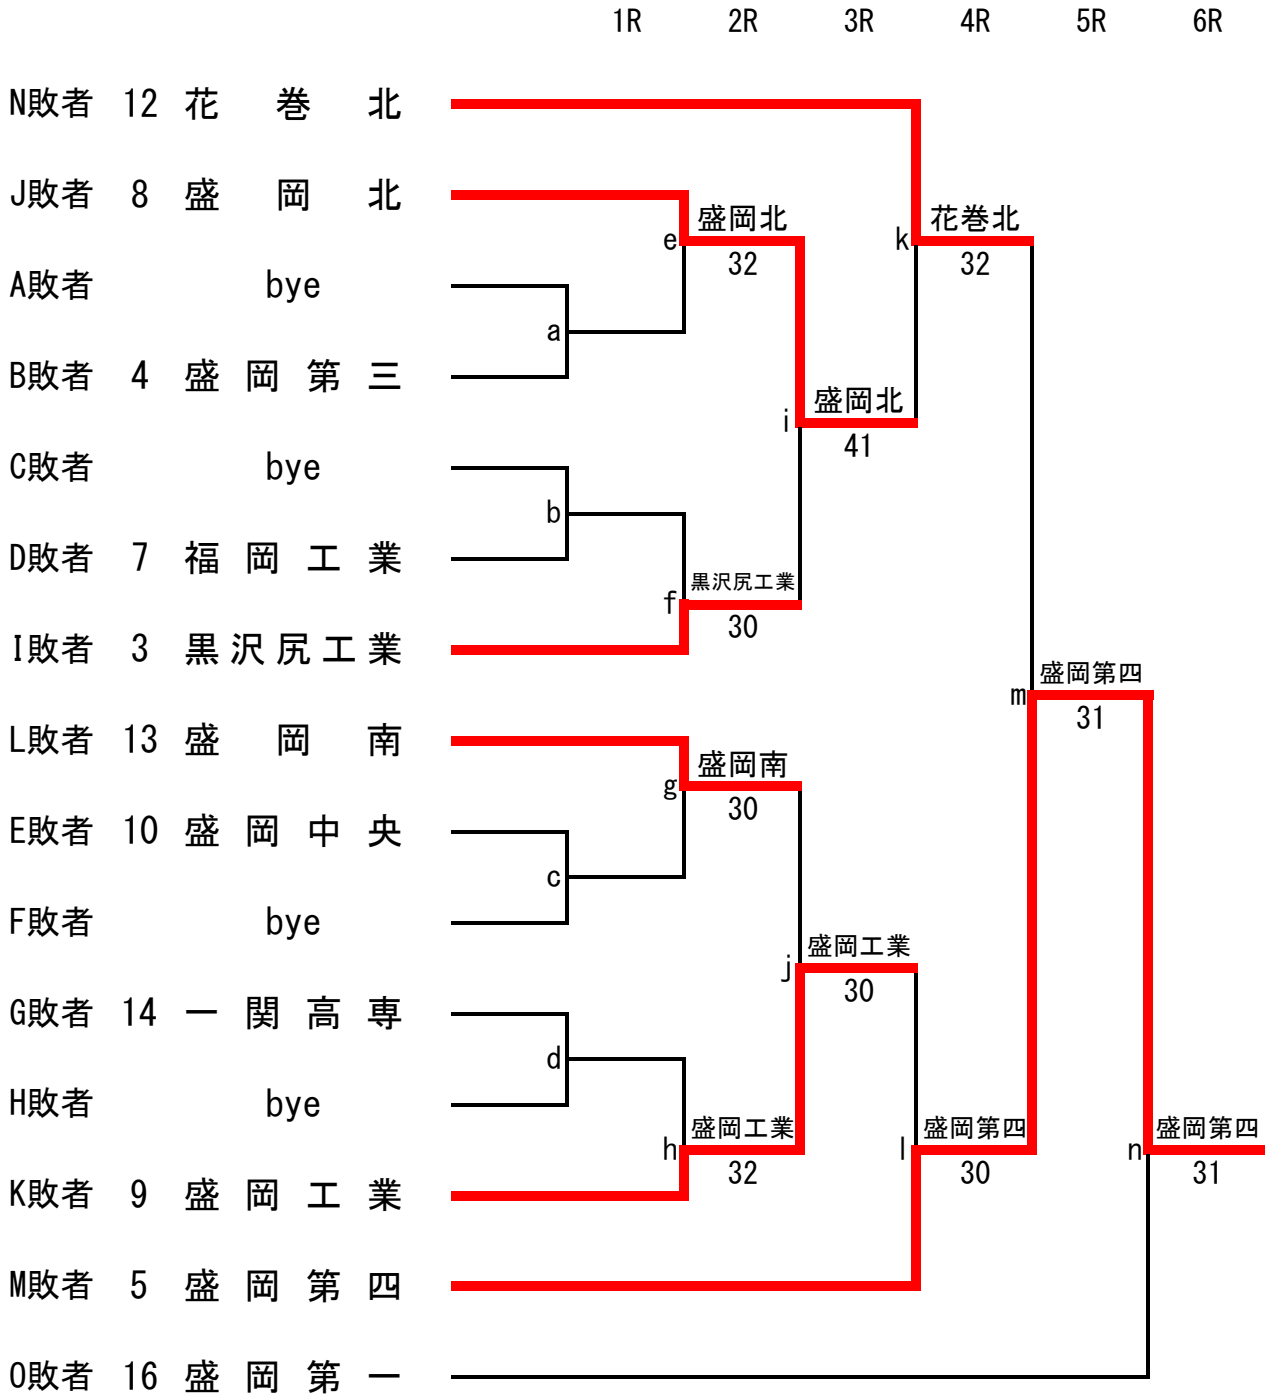 1R 2R 3R 4R 5R 6R
N敗者 12 花巻北
J敗者 8 盛岡北
盛岡北 花巻北
e k
32 32
A敗者 bye
a
B敗者 4 盛岡第三
盛岡北
i
41
C敗者 bye
b
D敗者 7 福岡工業
黒沢尻工業
f
30
I敗者 3 黒沢尻工業
盛岡第四
m
31
L敗者 13 盛岡南
盛岡南
g
30
E敗者 10 盛岡中央
c
F敗者 bye
盛岡工業
j
30
G敗者 14 一関高専
d
H敗者 bye
盛岡工業 盛岡第四 盛岡第四
h l n
32 30 31
K敗者 9 盛岡工業
M敗者 5 盛岡第四
O敗者 16 盛岡第一